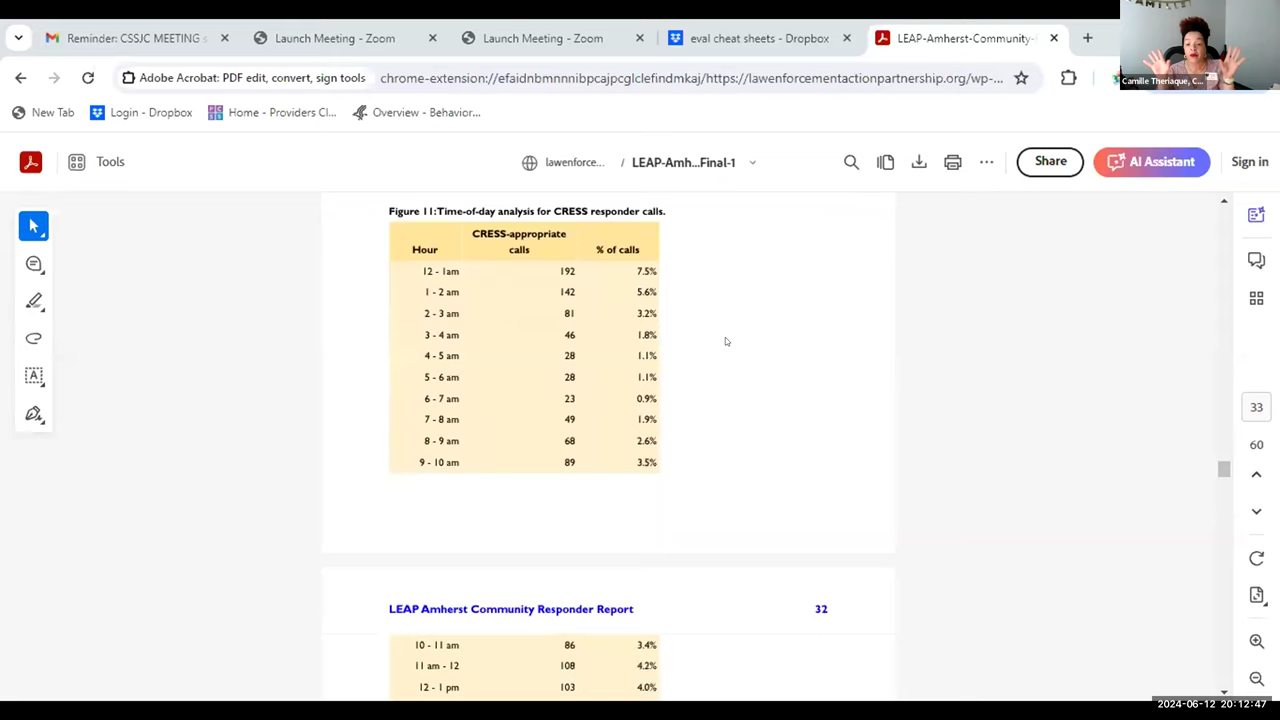 Reminder: CSSJC MEETING s
Launch Meeting - Zoom
Launch Meeting - Zoom
eval cheat sheets - Dropbox
LEAP-Amherst-Community-
Adobe Acrobat: PDF edit, convert, sign tools
chrome-extension://efaidnbmnnnibpcajpcglclefindmkaj/https://lawenforcementactionpartnership.org/wp-...
Camille Theriaque, C...
New Tab
Login - Dropbox
Home - Providers Cl...
Overview - Behavior...
Tools
lawenforce...
/ LEAP-Amh...Final-1
Share
AI Assistant
Sign in
Figure 11:Time-of-day analysis for CRESS responder calls.
Hour CRESS-appropriate calls % of calls
12 - 1am 192 7.5%
1 - 2 am 142 5.6%
2 - 3 am 81 3.2%
3 - 4 am 46 1.8%
4 - 5 am 28 1.1%
5 - 6 am 28 1.1%
6 - 7 am 23 0.9%
7 - 8 am 49 1.9%
8 - 9 am 68 2.6%
9 - 10 am 89 3.5%
33
60
LEAP Amherst Community Responder Report 32
10 - 11 am 86 3.4%
11 am - 12 108 4.2%
12 - 1 pm 103 4.0%
2024-06-12 20:12:47